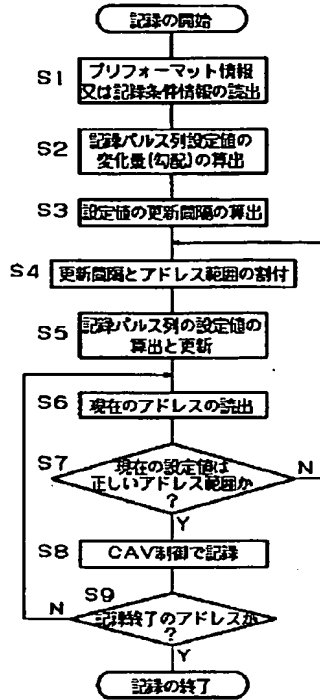 記録の開始
S1
プリフォーマット情報
又は記録条件情報の読出
S2
記録パルス列設定値の
変化量(勾配)の算出
S3
設定値の更新間隔の算出
S4
更新間隔とアドレス範囲の割付
S5
記録パルス列の設定値の
算出と更新
S6
現在のアドレスの読出
S7
現在の設定値は
正しいアドレス範囲か
?
N
Y
S8
CAV制御で記録
S9
記録終了のアドレスか
?
N
Y
記録の終了